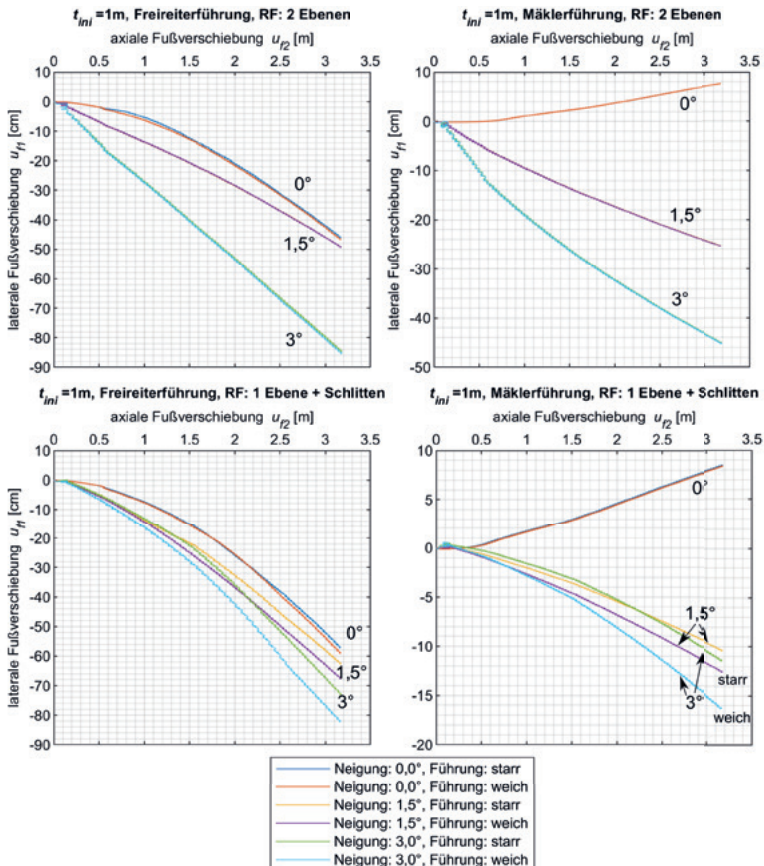 t_ini =1m, Freireiterführung, RF: 2 Ebenen
axiale Fußverschiebung u_f2 [m]
0 0.5 1 1.5 2 2.5 3 3.5
laterale Fußverschiebung u_f1 [cm]
10
0
-10
-20
-30
-40
-50
-60
-70
-80
-90
0°
1,5°
3°
t_ini =1m, Mäklerführung, RF: 2 Ebenen
axiale Fußverschiebung u_f2 [m]
0 0.5 1 1.5 2 2.5 3 3.5
laterale Fußverschiebung u_f1 [cm]
10
0
-10
-20
-30
-40
-50
0°
1,5°
3°
t_ini =1m, Freireiterführung, RF: 1 Ebene + Schlitten
axiale Fußverschiebung u_f2 [m]
0 0.5 1 1.5 2 2.5 3 3.5
laterale Fußverschiebung u_f1 [cm]
10
0
-10
-20
-30
-40
-50
-60
-70
-80
-90
0°
1,5°
3°
t_ini =1m, Mäklerführung, RF: 1 Ebene + Schlitten
axiale Fußverschiebung u_f2 [m]
0 0.5 1 1.5 2 2.5 3 3.5
laterale Fußverschiebung u_f1 [cm]
10
5
0
-5
-10
-15
-20
0°
1,5°
starr
3°
weich
Neigung: 0,0°, Führung: starr
Neigung: 0,0°, Führung: weich
Neigung: 1,5°, Führung: starr
Neigung: 1,5°, Führung: weich
Neigung: 3,0°, Führung: starr
Neigung: 3,0°, Führung: weich